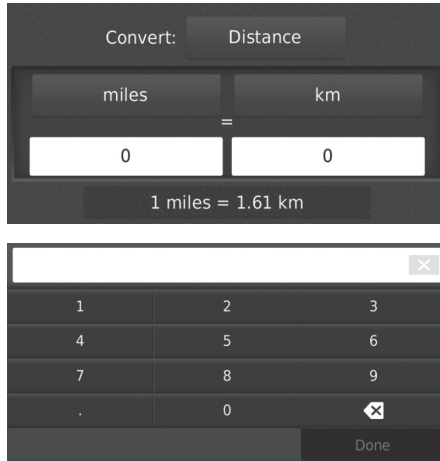 Convert: Distance
miles km
=
0 0
1 miles = 1.61 km
1 2 3
4 5 6
7 8 9
. 0
Done